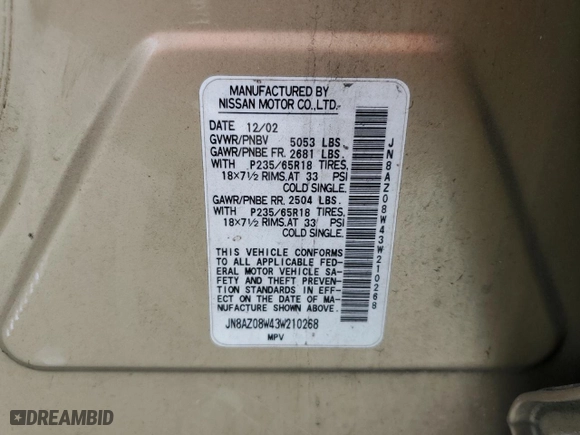 MANUFACTURED BY
NISSAN MOTOR CO.,LTD.
DATE 12/02
GVWR/PNBV 5053 LBS.
GAWR/PNBE FR. 2681 LBS.
WITH P235/65R18 TIRES,
18×7½ RIMS,AT 33 PSI
COLD SINGLE.
GAWR/PNBE RR. 2504 LBS.
WITH P235/65R18 TIRES,
18×7½ RIMS,AT 33 PSI
COLD SINGLE.
THIS VEHICLE CONFORMS
TO ALL APPLICABLE FED-
ERAL MOTOR VEHICLE SA-
FETY AND THEFT PREVEN-
TION STANDARDS IN EFF-
ECT ON THE DATE OF MA-
NUFACTURE SHOWN ABOVE.
JN8AZ08W43W210268
MPV
JN8AZ08W43W210268
DREAMBID